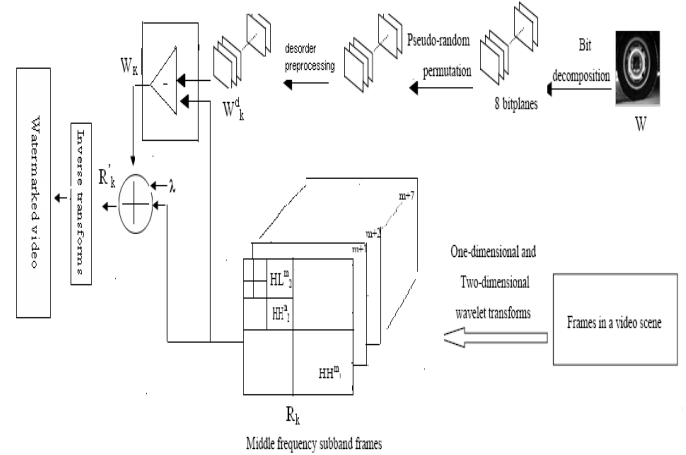 desorder
preprocessing
Pseudo-random
permutation
8 bitplanes
Bit
decomposition
W
W_K
-
W^d_k
Watermarked video
Inverse transforms
R'_k
λ
m+7
m+2
m+1
HL^m_2
HH^m_2
HH^m_1
R_k
Middle frequency subband frames
One-dimensional and
Two-dimensional
wavelet transforms
Frames in a video scene